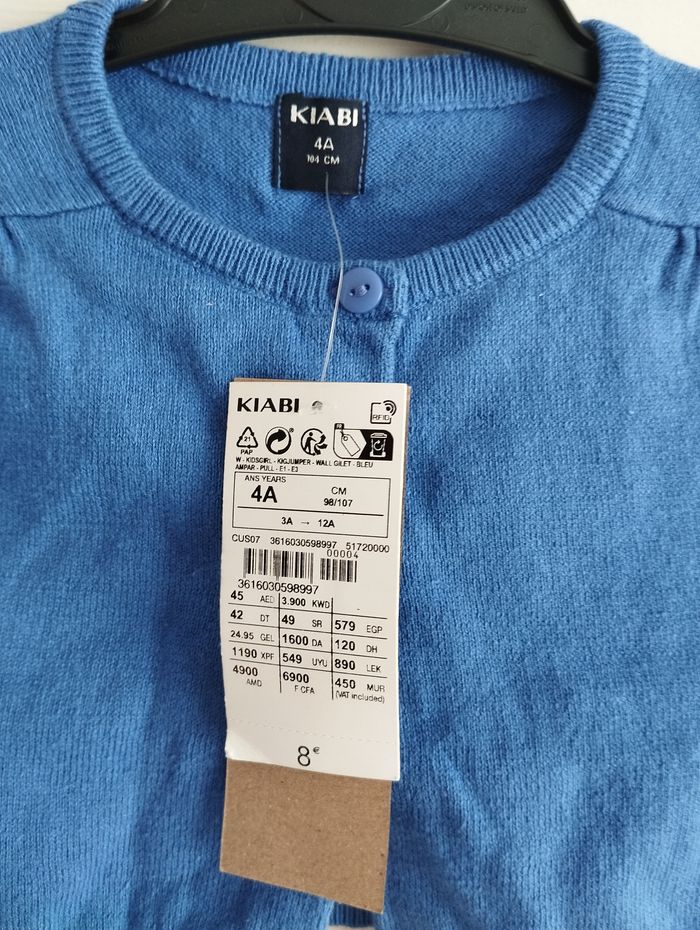 KIABI
4A
104 CM
KIABI
RFID
21
PAP
FR
W - KIDSGIRL - KIGJUMPER - WALL GILET - BLEU
AMPAR - PULL - E1 - E3
ANS YEARS
4A
CM
98/107
3A → 12A
CUS07 3616030598997 51720000
00004
3616030598997
45 AED 3.900 KWD
42 DT 49 SR 579 EGP
24.95 GEL 1600 DA 120 DH
1190 XPF 549 UYU 890 LEK
4900 AMD 6900 F CFA 450 MUR
(VAT included)
8€